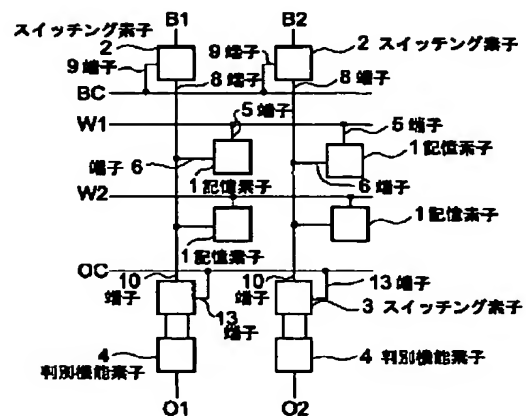 B1
B2
スイッチング素子
2
2 スイッチング素子
9 端子
9 端子
8 端子
8 端子
BC
W1
5 端子
5 端子
端子 6
1 記憶素子
1 記憶素子
6 端子
W2
1 記憶素子
1 記憶素子
OC
10
端子
10
端子
13 端子
13
端子
3 スイッチング素子
4
判別機能素子
4 判別機能素子
O1
O2